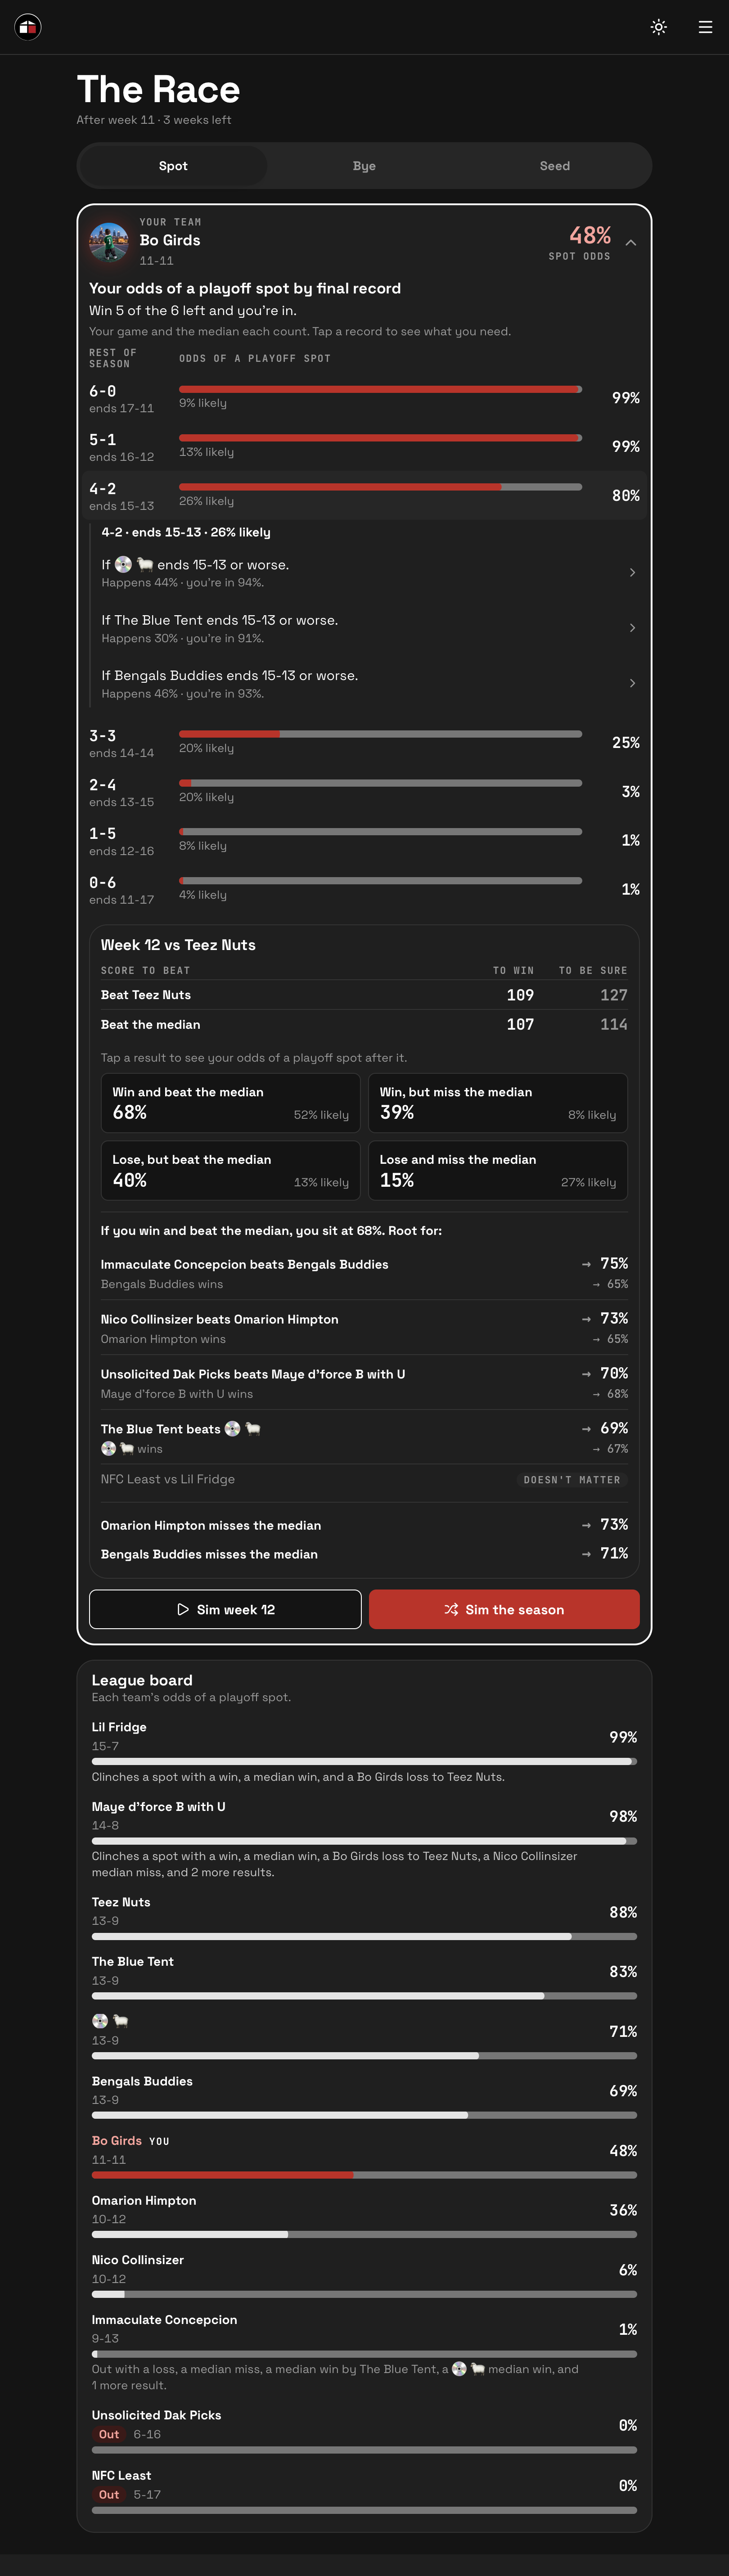 The Race
After week 11 · 3 weeks left
Spot
Bye
Seed
YOUR TEAM
Bo Girds
11-11
48%
SPOT ODDS
Your odds of a playoff spot by final record
Win 5 of the 6 left and you're in.
Your game and the median each count. Tap a record to see what you need.
REST OF
SEASON
ODDS OF A PLAYOFF SPOT
6-0
ends 17-11
9% likely
99%
5-1
ends 16-12
13% likely
99%
4-2
ends 15-13
26% likely
80%
4-2 · ends 15-13 · 26% likely
If 💿 🐑 ends 15-13 or worse.
Happens 44% · you're in 94%.
If The Blue Tent ends 15-13 or worse.
Happens 30% · you're in 91%.
If Bengals Buddies ends 15-13 or worse.
Happens 46% · you're in 93%.
3-3
ends 14-14
20% likely
25%
2-4
ends 13-15
20% likely
3%
1-5
ends 12-16
8% likely
1%
0-6
ends 11-17
4% likely
1%
Week 12 vs Teez Nuts
SCORE TO BEAT TO WIN TO BE SURE
Beat Teez Nuts 109 127
Beat the median 107 114
Tap a result to see your odds of a playoff spot after it.
Win and beat the median
68% 52% likely
Win, but miss the median
39% 8% likely
Lose, but beat the median
40% 13% likely
Lose and miss the median
15% 27% likely
If you win and beat the median, you sit at 68%. Root for:
Immaculate Concepcion beats Bengals Buddies → 75%
Bengals Buddies wins → 65%
Nico Collinsizer beats Omarion Himpton → 73%
Omarion Himpton wins → 65%
Unsolicited Dak Picks beats Maye d'force B with U → 70%
Maye d'force B with U wins → 68%
The Blue Tent beats 💿 🐑 → 69%
💿 🐑 wins → 67%
NFC Least vs Lil Fridge DOESN'T MATTER
Omarion Himpton misses the median → 73%
Bengals Buddies misses the median → 71%
Sim week 12
Sim the season
League board
Each team's odds of a playoff spot.
Lil Fridge
15-7
99%
Clinches a spot with a win, a median win, and a Bo Girds loss to Teez Nuts.
Maye d'force B with U
14-8
98%
Clinches a spot with a win, a median win, a Bo Girds loss to Teez Nuts, a Nico Collinsizer
median miss, and 2 more results.
Teez Nuts
13-9
88%
The Blue Tent
13-9
83%
💿 🐑
13-9
71%
Bengals Buddies
13-9
69%
Bo Girds YOU
11-11
48%
Omarion Himpton
10-12
36%
Nico Collinsizer
10-12
6%
Immaculate Concepcion
9-13
1%
Out with a loss, a median miss, a median win by The Blue Tent, a 💿 🐑 median win, and
1 more result.
Unsolicited Dak Picks
Out 6-16
0%
NFC Least
Out 5-17
0%